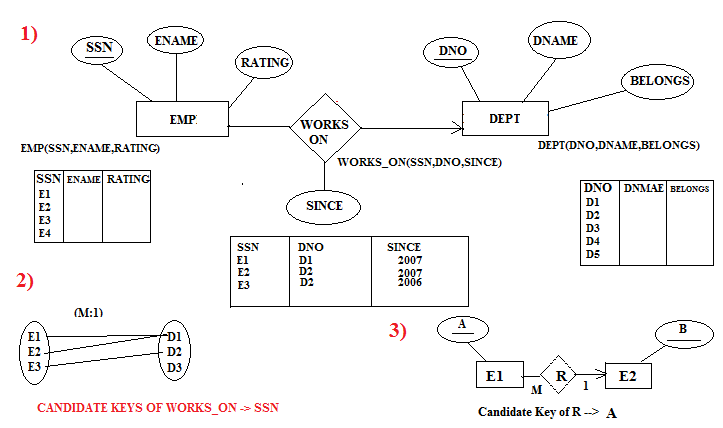 1)
SSN
ENAME
RATING
DNO
DNAME
BELONGS
EMP
WORKS
ON
DEPT
EMP(SSN,ENAME,RATING)
WORKS_ON(SSN,DNO,SINCE)
DEPT(DNO,DNAME,BELONGS)
SSN ENAME RATING
E1
E2
E3
E4
SINCE
DNO DNMAE BELONGS
D1
D2
D3
D4
D5
SSN DNO SINCE
E1 D1 2007
E2 D2 2007
E3 D2 2006
2)
(M:1)
E1 D1
E2 D2
E3 D3
CANDIDATE KEYS OF WORKS_ON -> SSN
3)
A
B
E1 R E2
M 1
Candidate Key of R --> A